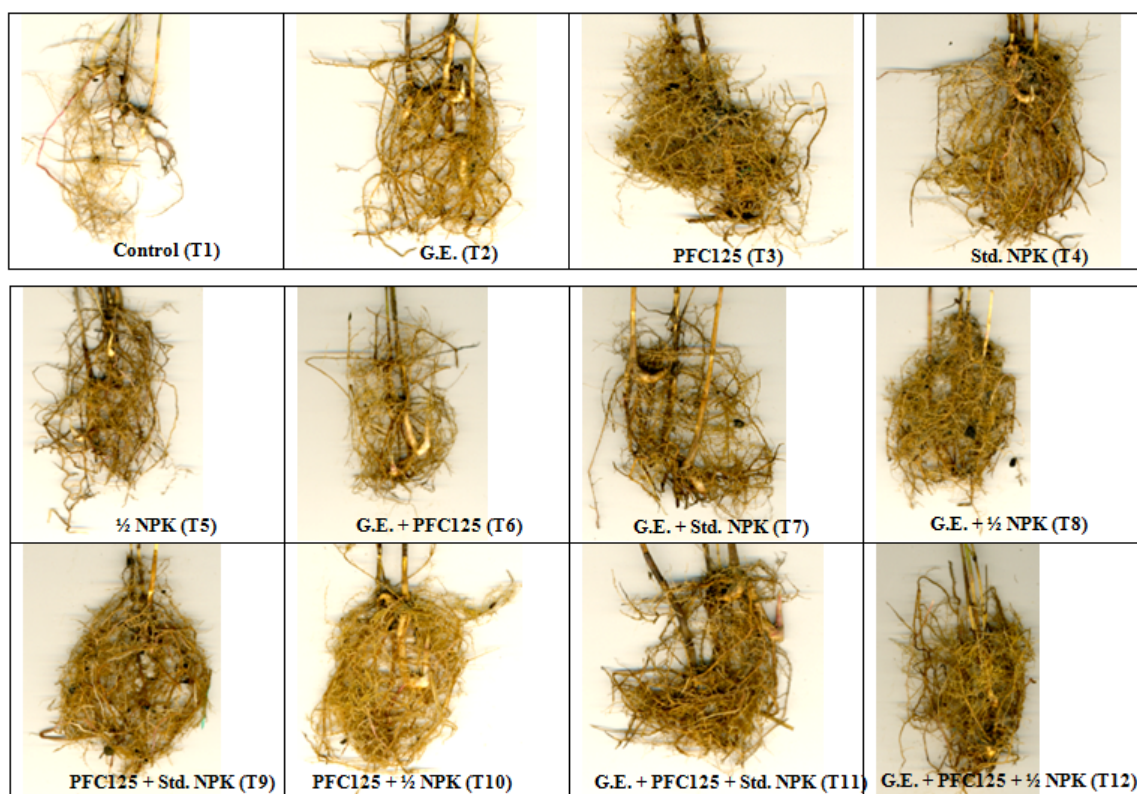 Control (T1)
G.E. (T2)
PFC125 (T3)
Std. NPK (T4)
½ NPK (T5)
G.E. + PFC125 (T6)
G.E. + Std. NPK (T7)
G.E. + ½ NPK (T8)
PFC125 + Std. NPK (T9)
PFC125 + ½ NPK (T10)
G.E. + PFC125 + Std. NPK (T11)
G.E. + PFC125 + ½ NPK (T12)